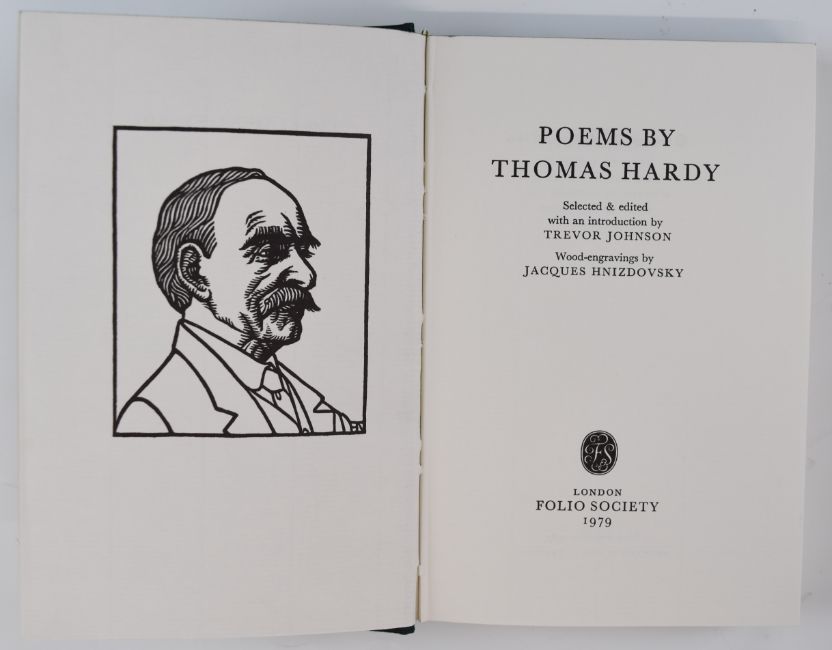 POEMS BY
THOMAS HARDY
Selected & edited
with an introduction by
TREVOR JOHNSON
Wood-engravings by
JACQUES HNIZDOVSKY
FS
LONDON
FOLIO SOCIETY
1979